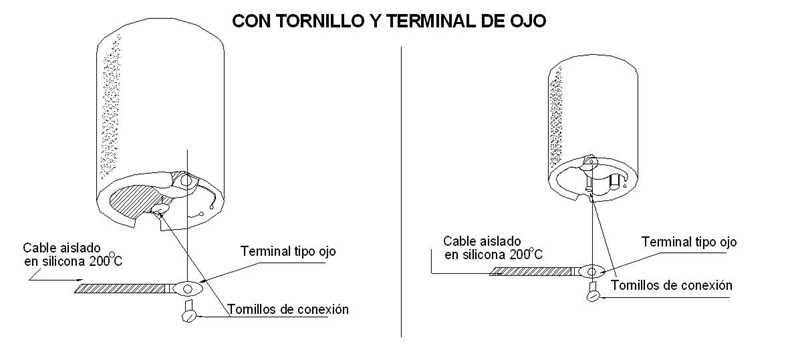 CON TORNILLO Y TERMINAL DE OJO
Cable aislado
en silicona 200°C
Terminal tipo ojo
Tornillos de conexión
Cable aislado
en silicona 200°C
Terminal tipo ojo
Tornillos de conexión